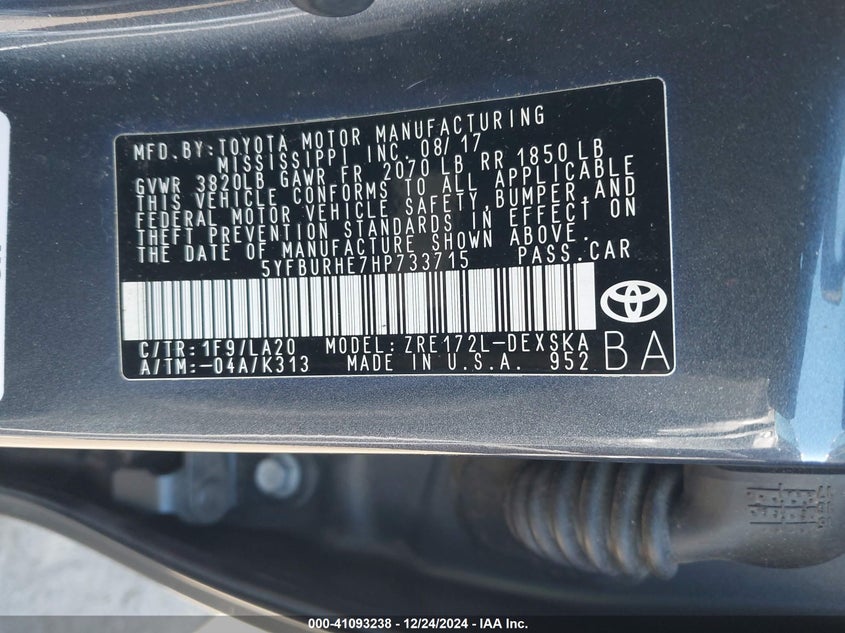 MFD.BY:TOYOTA MOTOR MANUFACTURING
MISSISSIPPI INC. 08/17
GVWR 3820LB GAWR FR 2070 LB RR 1850 LB
THIS VEHICLE CONFORMS TO ALL APPLICABLE
FEDERAL MOTOR VEHICLE SAFETY,BUMPER,AND
THEFT PREVENTION STANDARDS IN EFFECT ON
THE DATE OF MANUFACTURE SHOWN ABOVE.
5YFBURHE7HP733715 PASS.CAR
C/TR:1F9/LA20 MODEL: ZRE172L-DEXSKA
A/TM:-04A/K313 MADE IN U.S.A. 952
BA
000-41093238 - 12/24/2024 - IAA Inc.